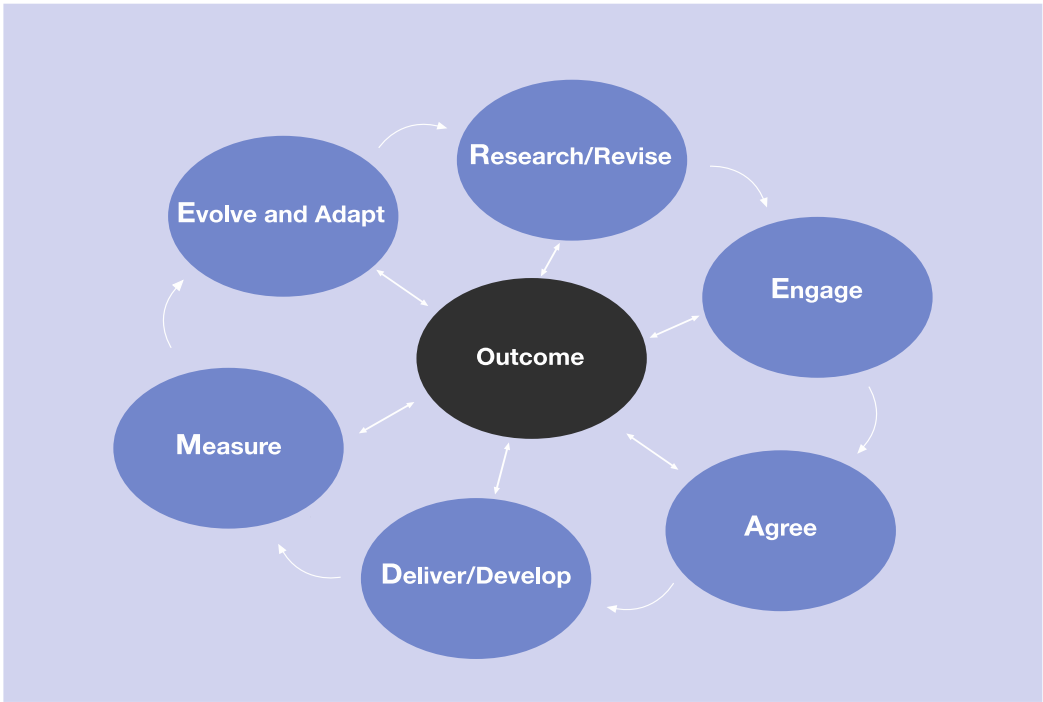 Research/Revise
Evolve and Adapt
Engage
Outcome
Measure
Agree
Deliver/Develop